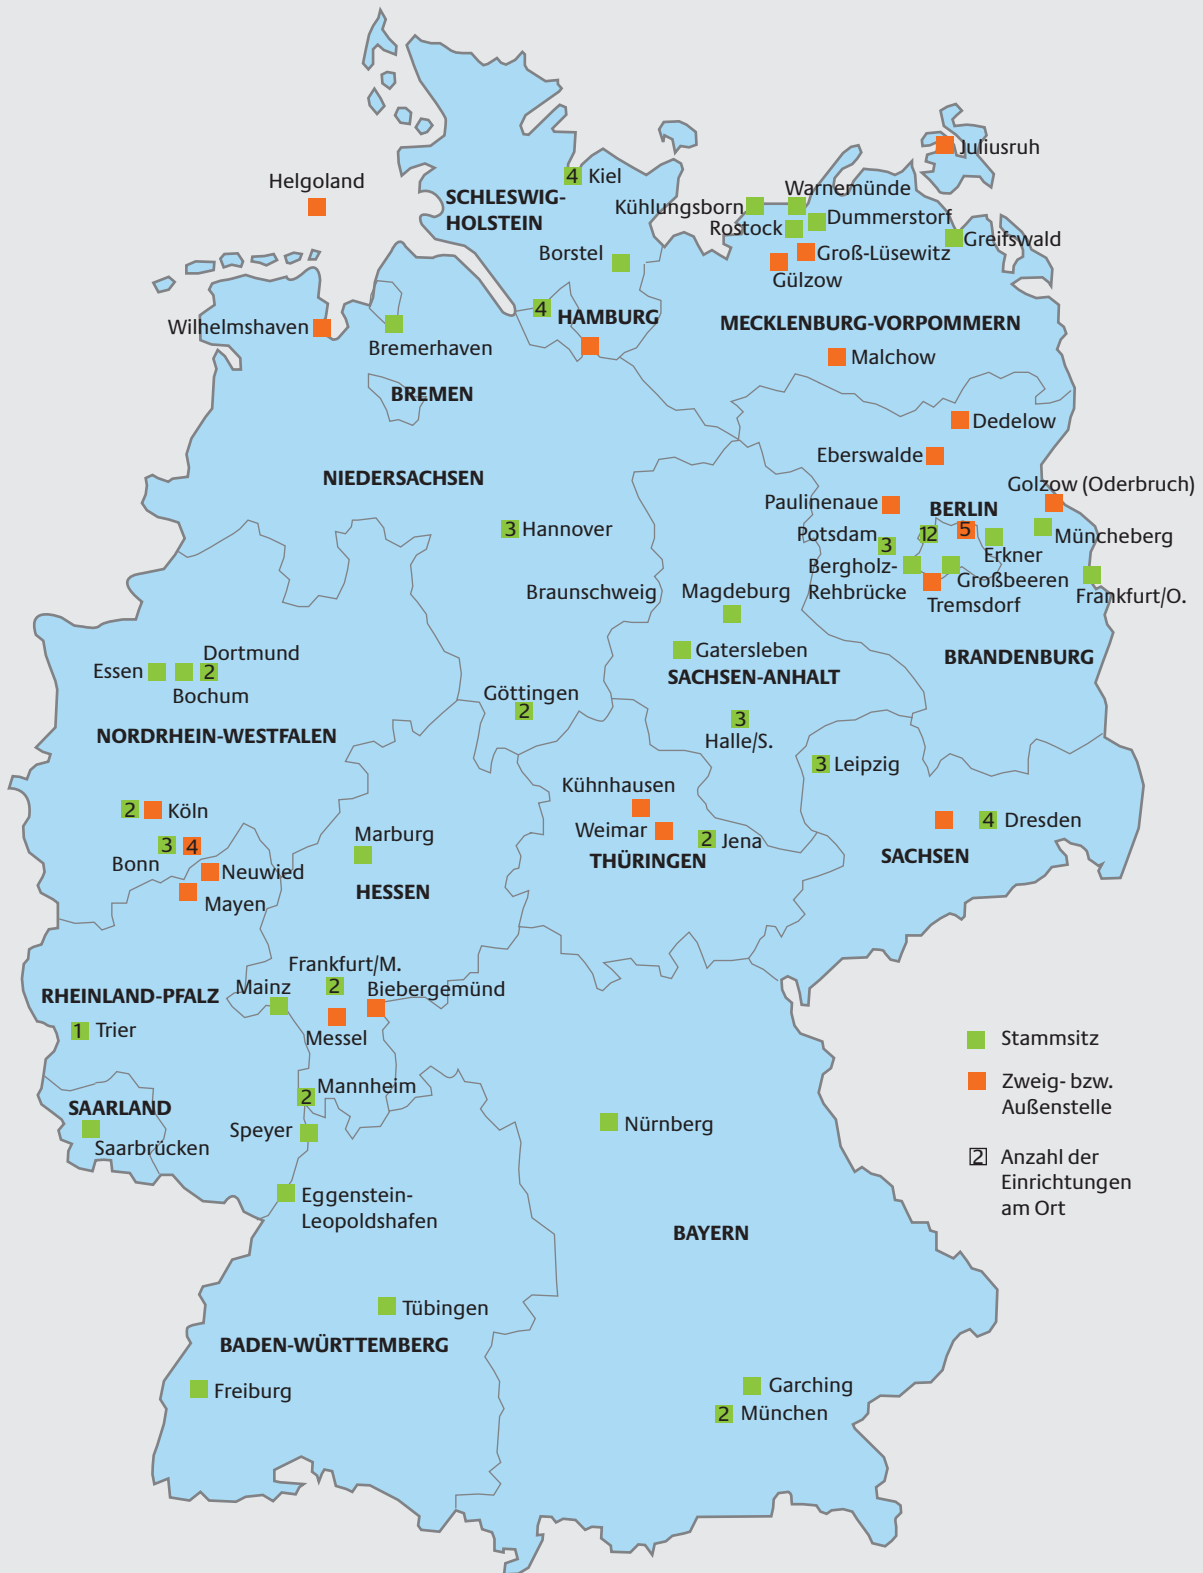 Juliusruh
Helgoland
4 Kiel
Warnemünde
SCHLESWIG-
HOLSTEIN
Kühlungsborn
Dummerstorf
Rostock
Greifswald
Borstel
Groß-Lüsewitz
Gülzow
4
HAMBURG
Wilhelmshaven
MECKLENBURG-VORPOMMERN
Bremerhaven
Malchow
BREMEN
Dedelow
Eberswalde
NIEDERSACHSEN
Golzow (Oderbruch)
Paulinenaue
BERLIN
3 Hannover
Potsdam
3
12
5
Müncheberg
Erkner
Bergholz-
Rehbrücke
Großbeeren
Frankfurt/O.
Tremsdorf
Braunschweig
Magdeburg
Gatersleben
Dortmund
Essen
2
Bochum
BRANDENBURG
SACHSEN-ANHALT
Göttingen
2
3
Halle/S.
NORDRHEIN-WESTFALEN
3 Leipzig
Kühnhausen
2 Köln
4 Dresden
Weimar
2 Jena
Marburg
3 4
Bonn
THÜRINGEN
SACHSEN
Neuwied
HESSEN
Mayen
Frankfurt/M.
2
Mainz
Biebergemünd
RHEINLAND-PFALZ
1 Trier
Messel
Stammsitz
Zweig- bzw.
Außenstelle
Mannheim
2
SAARLAND
Speyer
Nürnberg
Saarbrücken
2 Anzahl der
Einrichtungen
am Ort
Eggenstein-
Leopoldshafen
BAYERN
Tübingen
BADEN-WÜRTTEMBERG
Freiburg
Garching
2 München